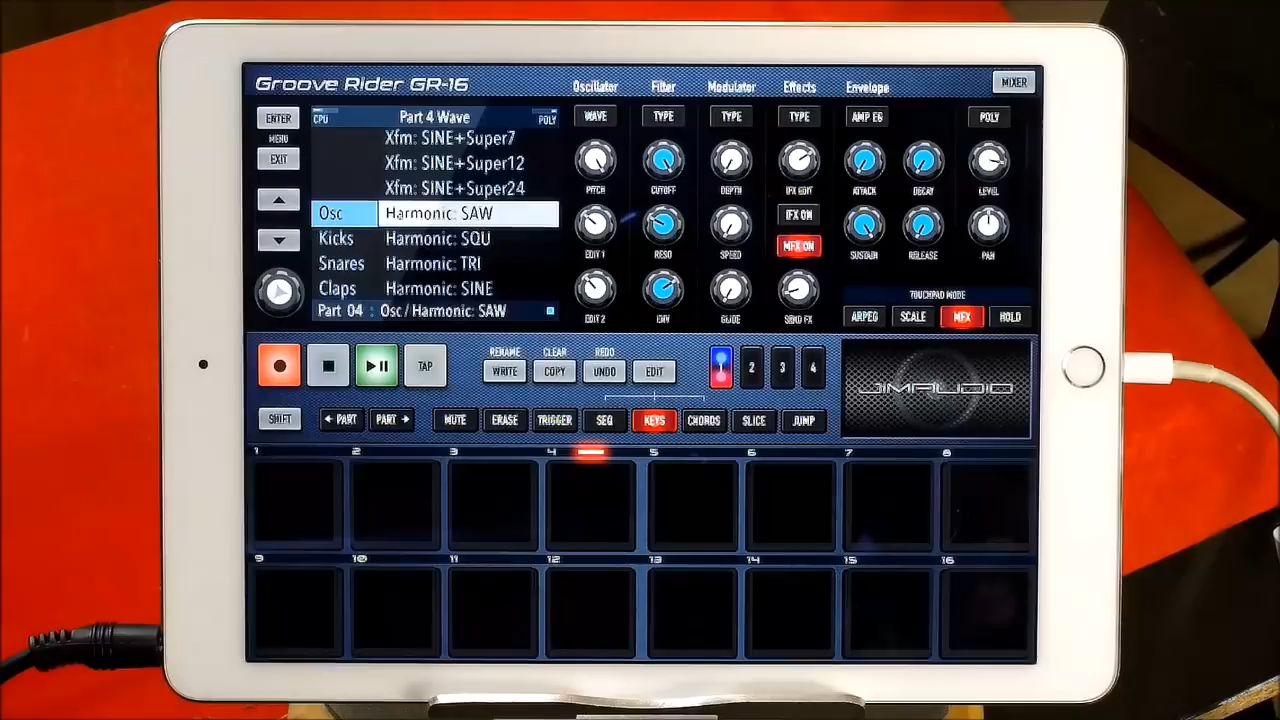 Groove Rider GR-16
Oscillator Filter Modulator Effects Envelope
MIXER
ENTER
MENU
EXIT
CPU
Part 4 Wave
POLY
Xfm: SINE+Super7
Xfm: SINE+Super12
Xfm: SINE+Super24
Osc Harmonic: SAW
Kicks Harmonic: SQU
Snares Harmonic: TRI
Claps Harmonic: SINE
Part 04 : Osc/Harmonic: SAW
WAVE TYPE TYPE TYPE AMP EG POLY
PITCH CUTOFF DEPTH IFX EDIT ATTACK DECAY LEVEL
IFX ON
EDIT 1 RESO SPEED MFX ON SUSTAIN RELEASE PAN
EDIT 2 ENV GLIDE SEND FX
TOUCHPAD MODE
ARPEG SCALE MFX HOLD
TAP
RENAME CLEAR REDO
WRITE COPY UNDO EDIT
2 3 4
JIMAUDIO
SHIFT
PART PART
MUTE ERASE TRIGGER SEQ KEYS CHORDS SLICE JUMP
1 2 3 4 5 6 7 8
9 10 11 12 13 14 15 16